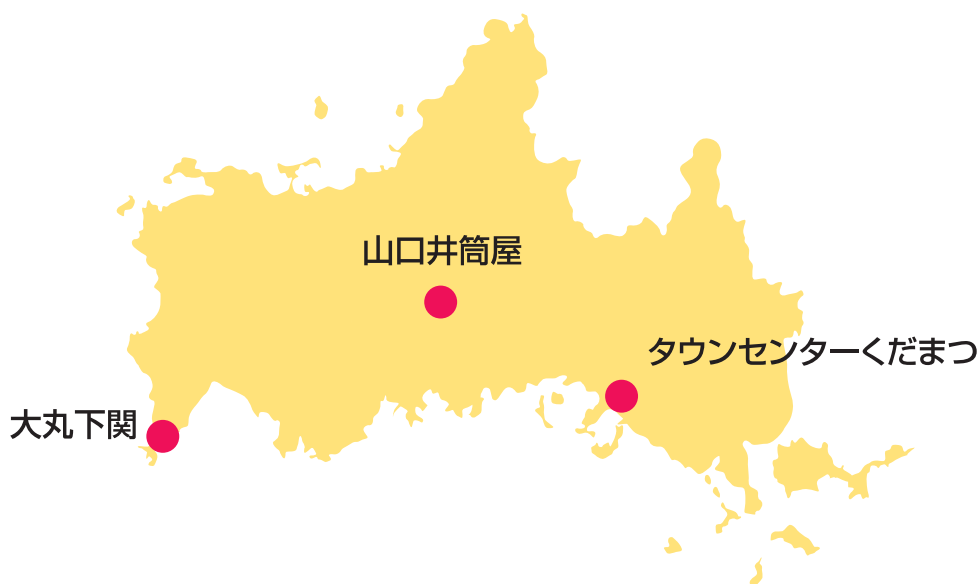 山口井筒屋
タウンセンターくだまつ
大丸下関